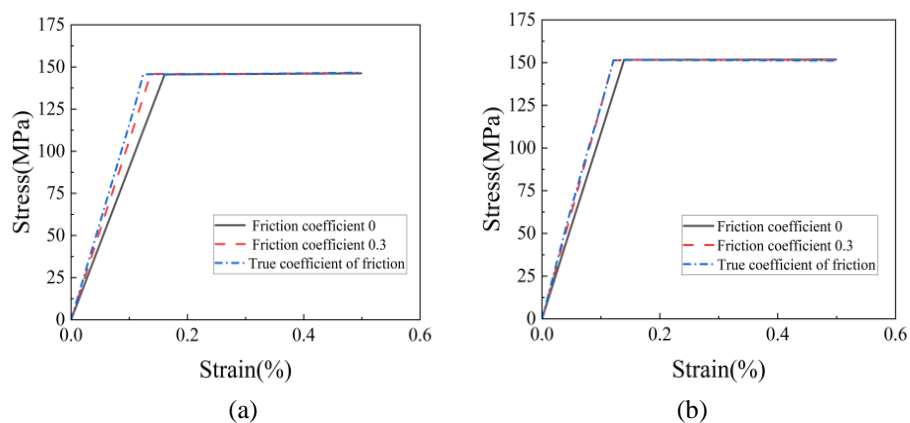 175
150
125
100
75
50
25
0
Stress(MPa)
Friction coefficient 0
Friction coefficient 0.3
True coefficient of friction
0.0 0.2 0.4 0.6
Strain(%)
(a)
175
150
125
100
75
50
25
0
Stress(MPa)
Friction coefficient 0
Friction coefficient 0.3
True coefficient of friction
0.0 0.2 0.4 0.6
Strain(%)
(b)